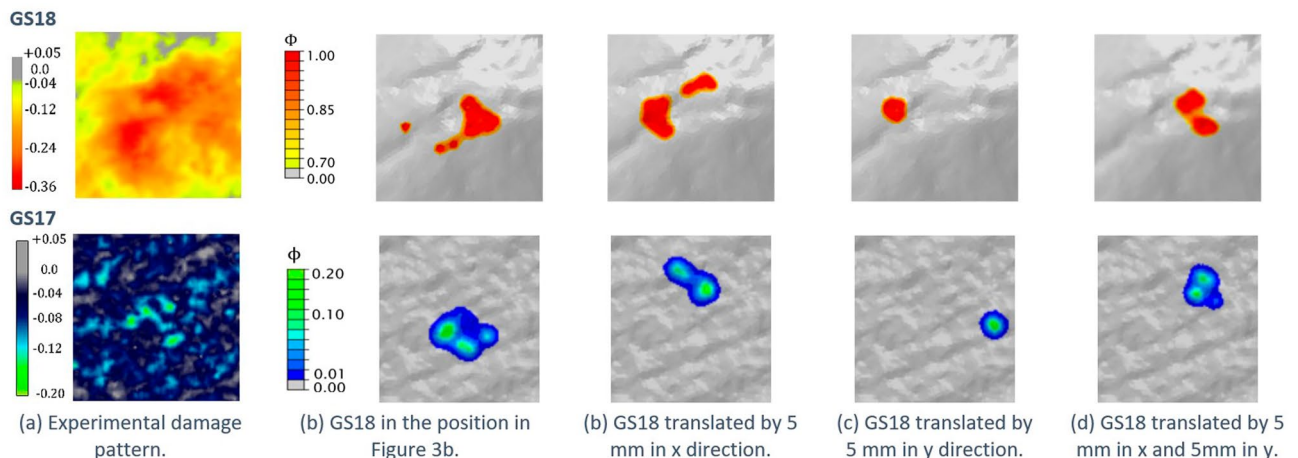 GS18
+0.05
0.0
-0.04
-0.12
-0.24
-0.36
Φ
1.00
0.85
0.70
0.00
GS17
+0.05
0.0
-0.04
-0.08
-0.12
-0.20
Φ
0.20
0.10
0.01
0.00
(a) Experimental damage
pattern.
(b) GS18 in the position in
Figure 3b.
(b) GS18 translated by 5
mm in x direction.
(c) GS18 translated by
5 mm in y direction.
(d) GS18 translated by 5
mm in x and 5mm in y.